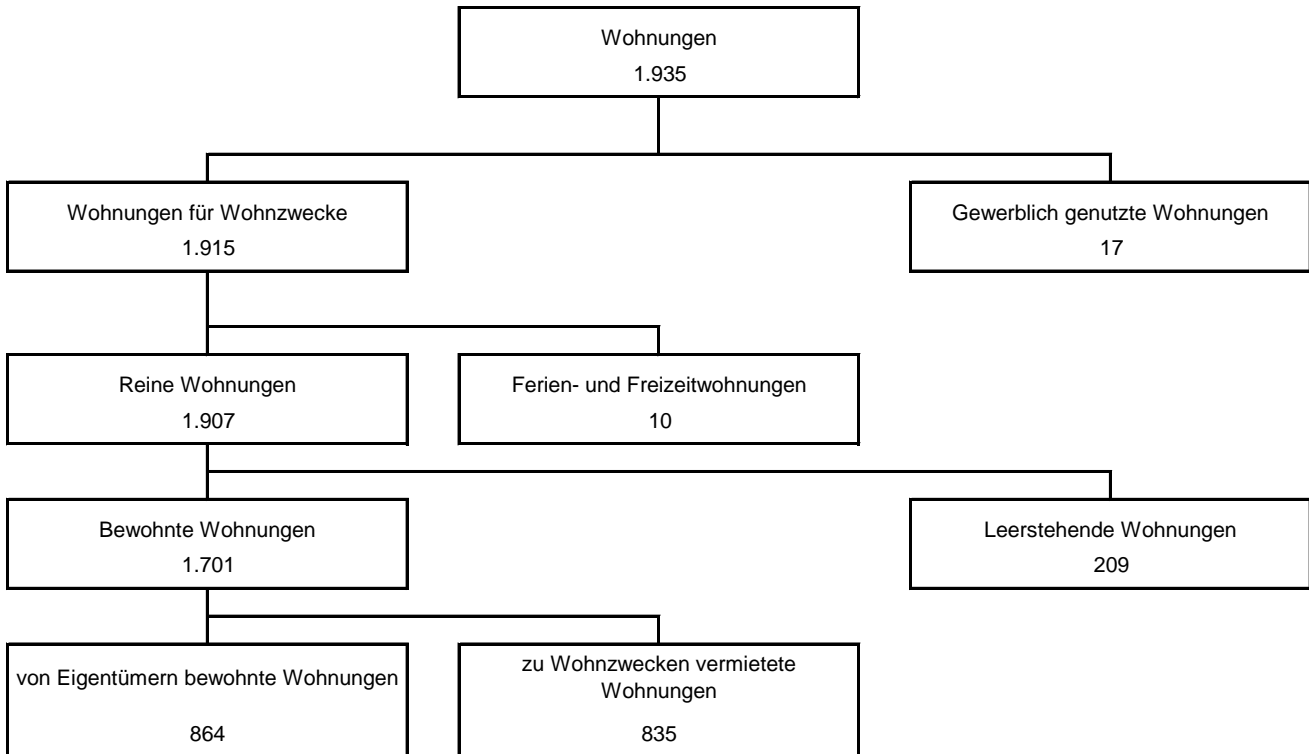 Wohnungen
1.935
Wohnungen für Wohnzwecke
1.915
Gewerblich genutzte Wohnungen
17
Reine Wohnungen
1.907
Ferien- und Freizeitwohnungen
10
Bewohnte Wohnungen
1.701
Leerstehende Wohnungen
209
von Eigentümern bewohnte Wohnungen
864
zu Wohnzwecken vermietete
Wohnungen
835